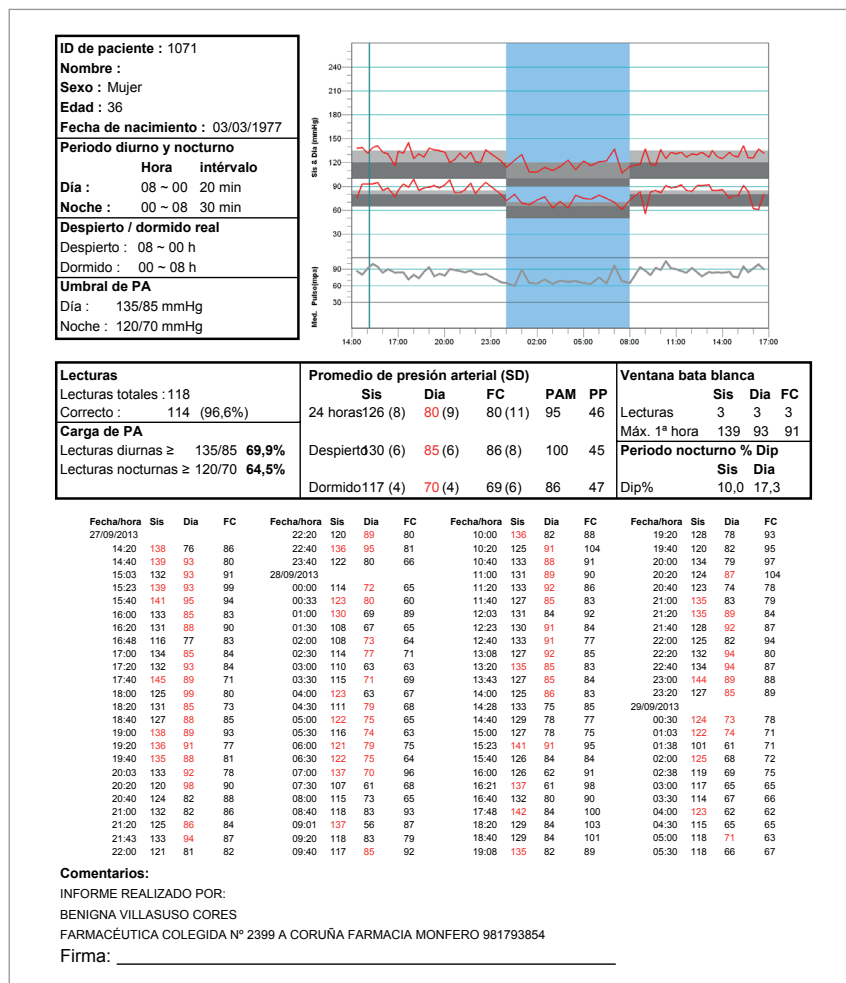 ID de paciente : 1071
Nombre :
Sexo : Mujer
Edad : 36
Fecha de nacimiento : 03/03/1977
Periodo diurno y nocturno
Hora intérvalo
Día : 08 ~ 00 20 min
Noche : 00 ~ 08 30 min
Despierto / dormido real
Despierto : 08 ~ 00 h
Dormido : 00 ~ 08 h
Umbral de PA
Día : 135/85 mmHg
Noche : 120/70 mmHg
Sis & Dia (mmHg)
240
210
180
150
120
90
60
30
Med. Pulso(mpa)
90
60
30
14:00 17:00 20:00 23:00 02:00 05:00 08:00 11:00 14:00 17:00
Lecturas
Lecturas totales : 118
Correcto : 114 (96,6%)
Carga de PA
Lecturas diurnas ≥ 135/85 69,9%
Lecturas nocturnas ≥ 120/70 64,5%
Promedio de presión arterial (SD)
Sis Dia FC PAM PP
24 horas 126 (8) 80 (9) 80 (11) 95 46
Despierto 130 (6) 85 (6) 86 (8) 100 45
Dormido 117 (4) 70 (4) 69 (6) 86 47
Ventana bata blanca
Sis Dia FC
Lecturas 3 3 3
Máx. 1ª hora 139 93 91
Periodo nocturno % Dip
Sis Dia
Dip% 10,0 17,3
Fecha/hora Sis Dia FC
27/09/2013
14:20 138 76 86
14:40 139 93 80
15:03 132 93 91
15:23 139 93 99
15:40 141 95 94
16:00 133 85 83
16:20 131 88 90
16:48 116 77 83
17:00 134 85 84
17:20 132 93 84
17:40 145 89 71
18:00 125 99 80
18:20 131 85 73
18:40 127 88 85
19:00 138 89 93
19:20 136 91 77
19:40 135 88 81
20:03 133 92 78
20:20 120 98 90
20:40 124 82 88
21:00 132 82 86
21:20 125 86 84
21:43 133 94 87
22:00 121 81 82
Fecha/hora Sis Dia FC
22:20 120 89 80
22:40 136 95 81
23:40 122 80 66
28/09/2013
00:00 114 72 65
00:33 123 80 60
01:00 130 69 89
01:30 108 67 65
02:00 108 73 64
02:30 114 77 71
03:00 110 63 63
03:30 115 71 69
04:00 123 63 67
04:30 111 79 68
05:00 122 75 65
05:30 116 74 63
06:00 121 79 75
06:30 122 75 64
07:00 137 70 96
07:30 107 61 68
08:00 115 73 65
08:40 118 83 93
09:01 137 56 87
09:20 118 83 79
09:40 117 85 92
Fecha/hora Sis Dia FC
10:00 136 82 88
10:20 125 91 104
10:40 133 88 91
11:00 131 89 90
11:20 133 92 86
11:40 127 85 83
12:03 131 84 92
12:23 130 91 84
12:40 133 91 77
13:08 127 92 85
13:20 135 85 83
13:43 127 85 84
14:00 125 86 83
14:28 133 75 85
14:40 129 78 77
15:00 127 78 75
15:23 141 91 95
15:40 126 84 84
16:00 126 62 91
16:21 137 61 98
16:40 132 80 90
17:48 142 84 100
18:20 129 84 103
18:40 129 84 101
19:08 135 82 89
Fecha/hora Sis Dia FC
19:20 128 78 93
19:40 120 82 95
20:00 134 79 97
20:20 124 87 104
20:40 123 74 78
21:00 135 83 79
21:20 135 89 84
21:40 128 92 87
22:00 125 82 94
22:20 132 94 80
22:40 134 94 87
23:00 144 89 88
23:20 127 85 89
29/09/2013
00:30 124 73 78
01:03 122 74 71
01:38 101 61 71
02:00 125 68 72
02:38 119 69 75
03:00 117 65 65
03:30 114 67 66
04:00 123 62 62
04:30 115 65 65
05:00 118 71 63
05:30 118 66 67
Comentarios:
INFORME REALIZADO POR:
BENIGNA VILLASUSO CORES
FARMACÉUTICA COLEGIDA Nº 2399 A CORUÑA FARMACIA MONFERO 981793854
Firma: